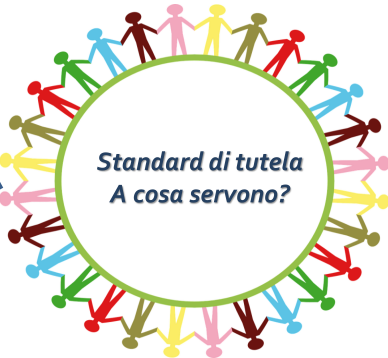 Standard di tutela
A cosa servono?